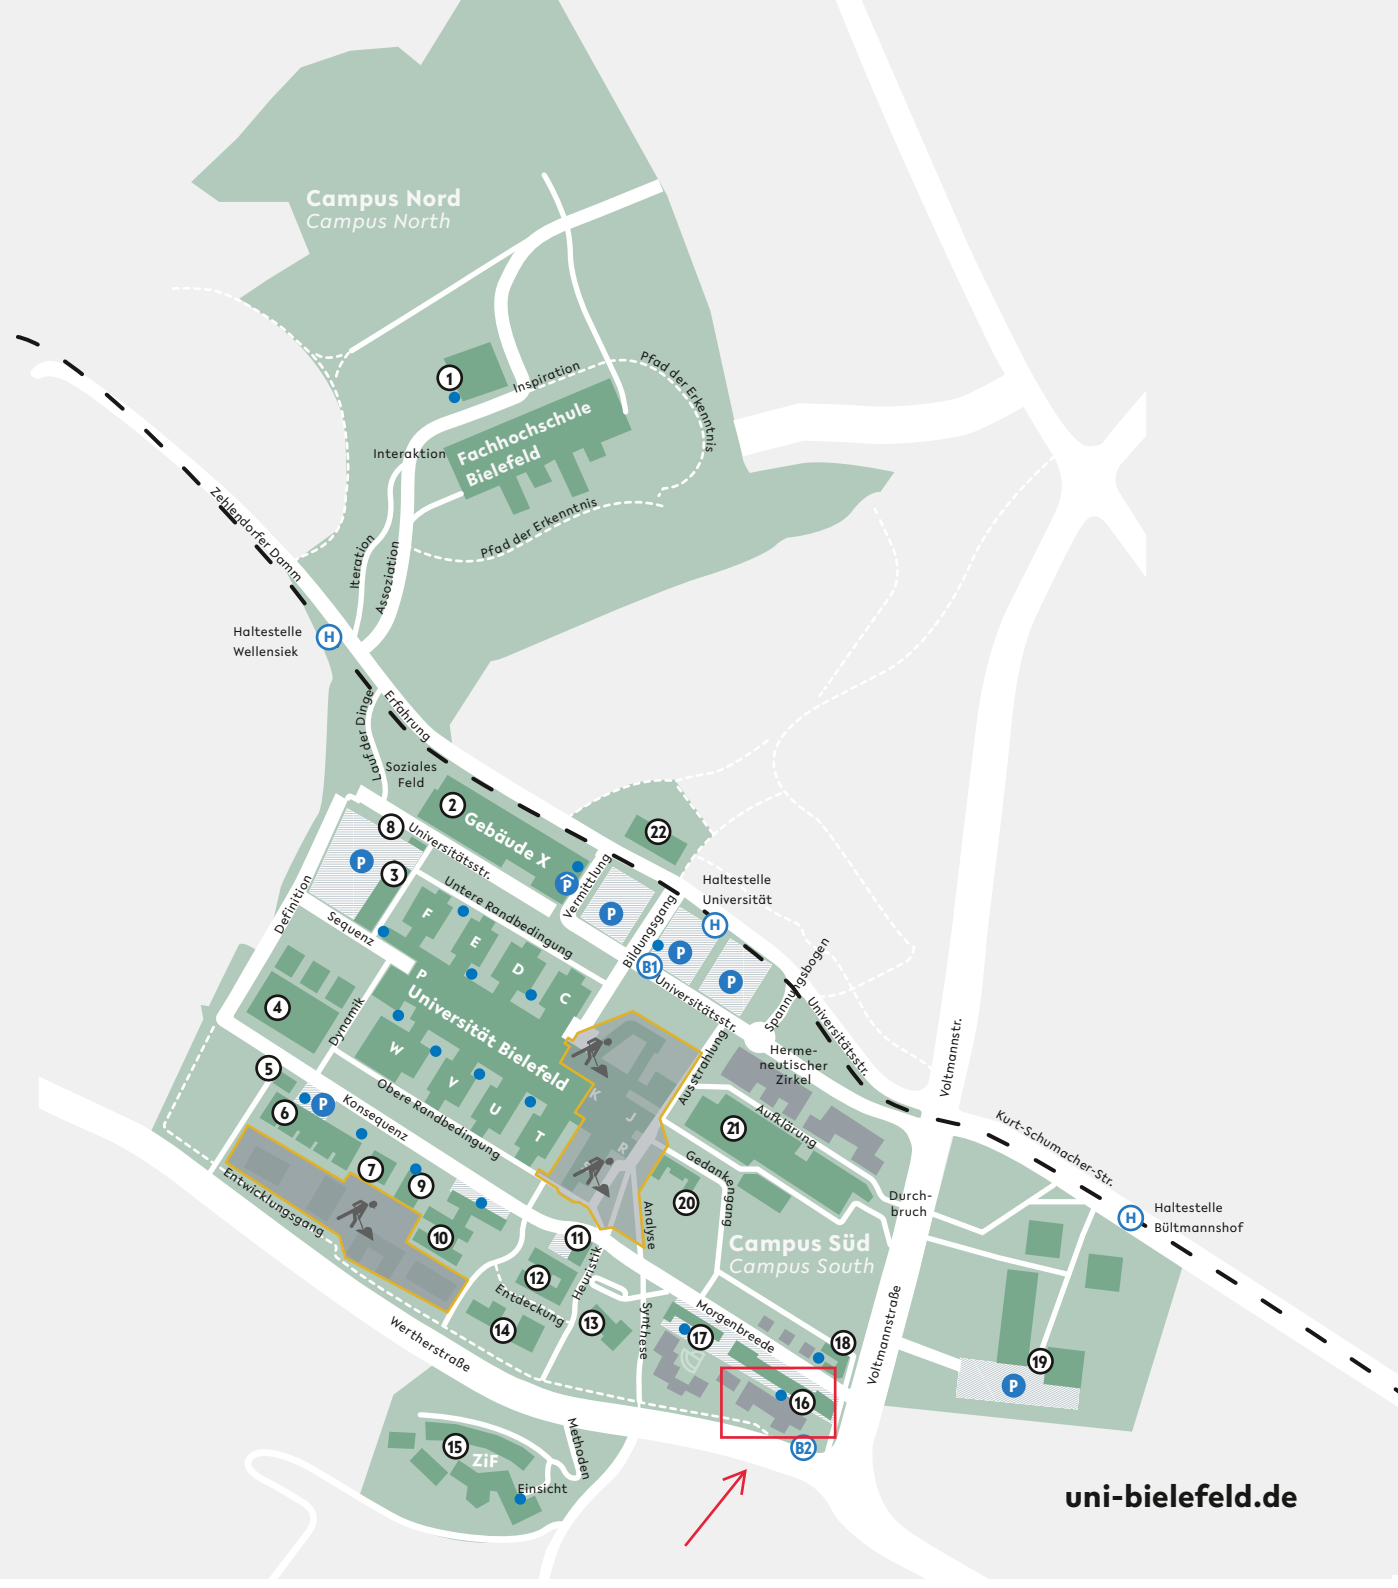 Campus Nord
Campus North
1
Inspiration
Pfad der Erkenntnis
Fachhochschule
Bielefeld
Interaktion
Pfad der Erkenntnis
Zehlendorfer Damm
Iteration
Assoziation
Haltestelle
Wellensiek
H
Lauf der Dinge
Erfahrung
Soziales
Feld
2
Gebäude X
22
8
Universitätsstr.
P
3
P
Vermittlung
P
Haltestelle
Universität
H
Definition
Sequenz
Untere Randbedingung
Bildungsgang
P
B1
P
F
E
D
C
P
Universität Bielefeld
Universitätsstr.
Spannungsbogen
Universitätsstr.
4
Dynamik
W
V
U
T
K
J
R
S
Ausstrahlung
Herme-
neutischer
Zirkel
Voltmannstr.
5
6
P
Konsequenz
Obere Randbedingung
21
Aufklärung
Kurt-Schumacher-Str.
7
9
Gedankengang
20
Analyse
Durch-
bruch
H
Haltestelle
Bültmannshof
Entwicklungsgang
10
11
12
Heuristik
Campus Süd
Campus South
Entdeckung
13
14
Synthese
Morgenbreede
17
18
Voltmannstraße
19
P
Wertherstraße
16
B2
15
ZiF
Methoden
Einsicht
uni-bielefeld.de